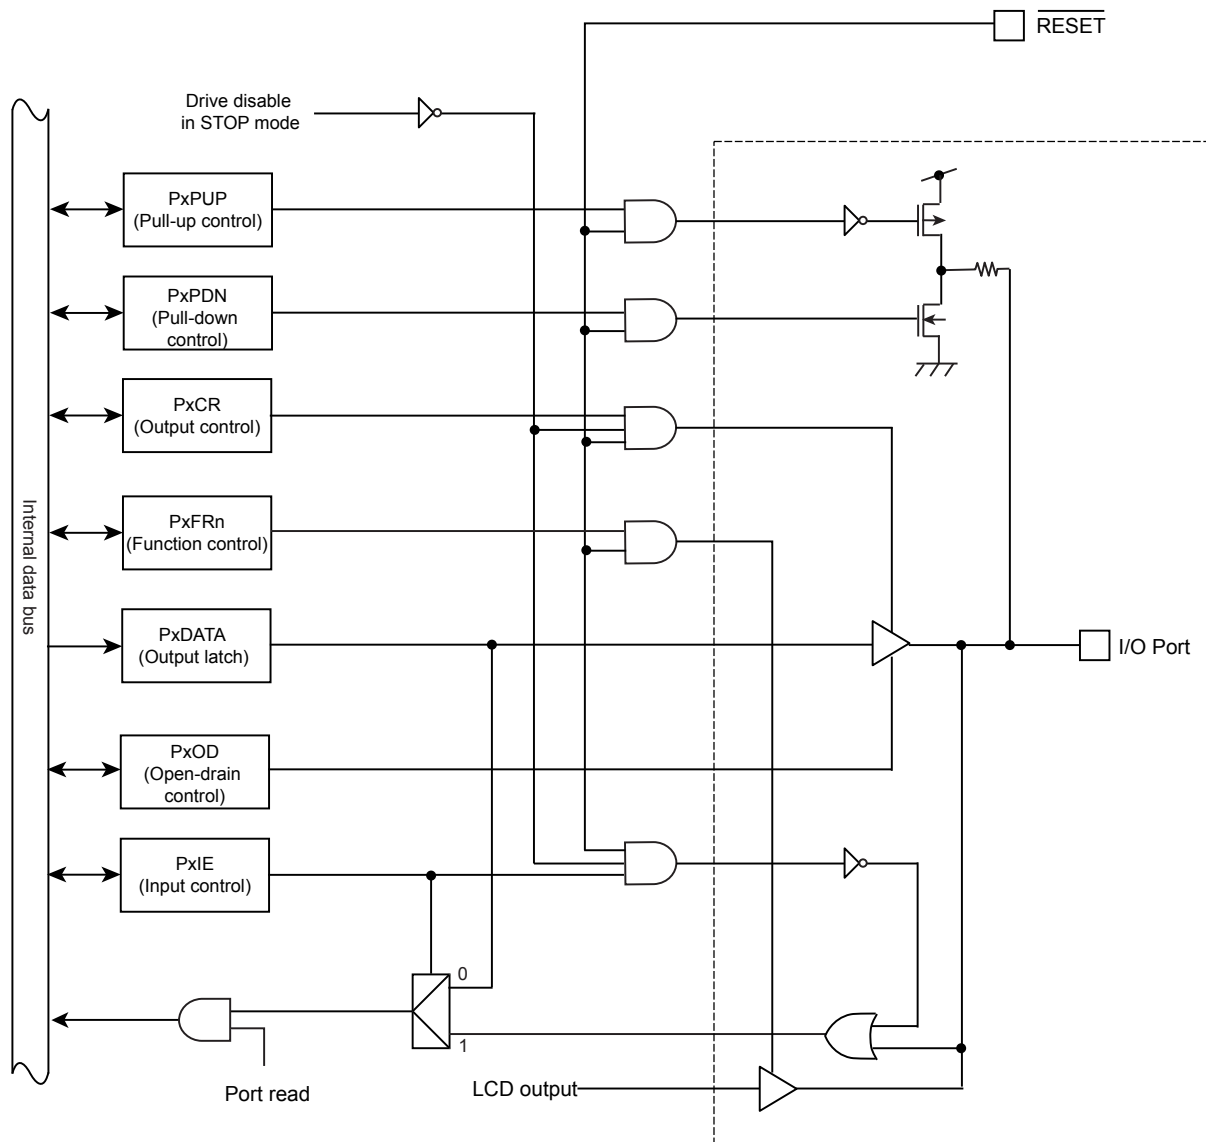 RESET
Drive disable
in STOP mode
PxPUP
(Pull-up control)
PxPDN
(Pull-down
control)
PxCR
(Output control)
PxFRn
(Function control)
Internal data bus
PxDATA
(Output latch)
I/O Port
PxOD
(Open-drain
control)
PxIE
(Input control)
0
1
Port read
LCD output